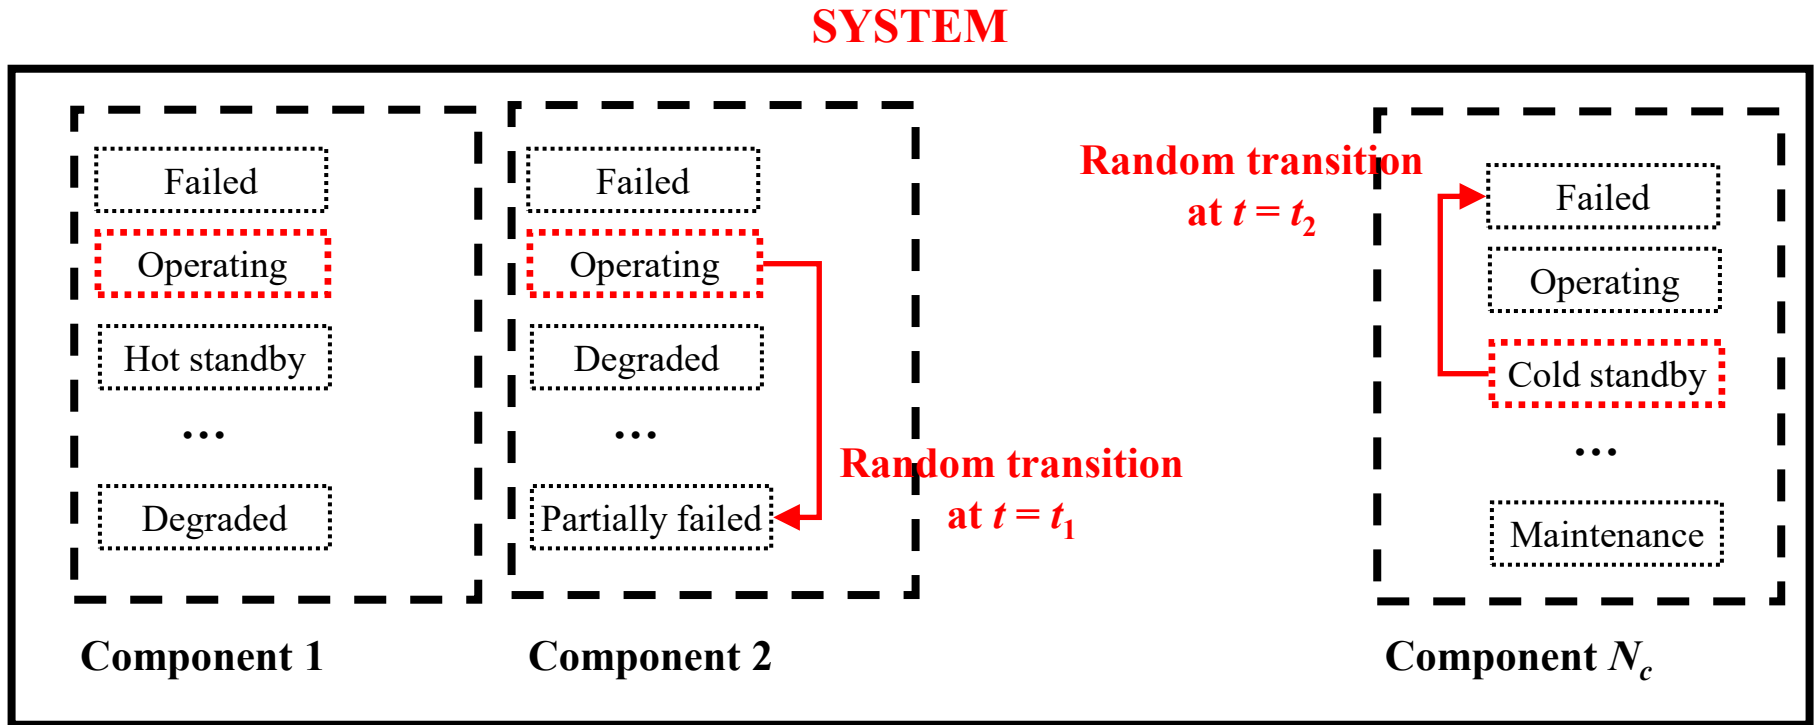 SYSTEM
Failed
Operating
Hot standby
...
Degraded
Component 1
Failed
Operating
Degraded
...
Partially failed
Random transition
at t = t1
Component 2
Random transition
at t = t2
Failed
Operating
Cold standby
...
Maintenance
Component Nc